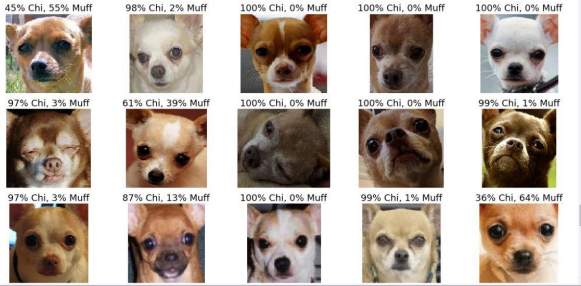 45% Chi, 55% Muff 98% Chi, 2% Muff 100% Chi, 0% Muff 100% Chi, 0% Muff 100% Chi, 0% Muff
97% Chi, 3% Muff 61% Chi, 39% Muff 100% Chi, 0% Muff 100% Chi, 0% Muff 99% Chi, 1% Muff
97% Chi, 3% Muff 87% Chi, 13% Muff 100% Chi, 0% Muff 99% Chi, 1% Muff 36% Chi, 64% Muff